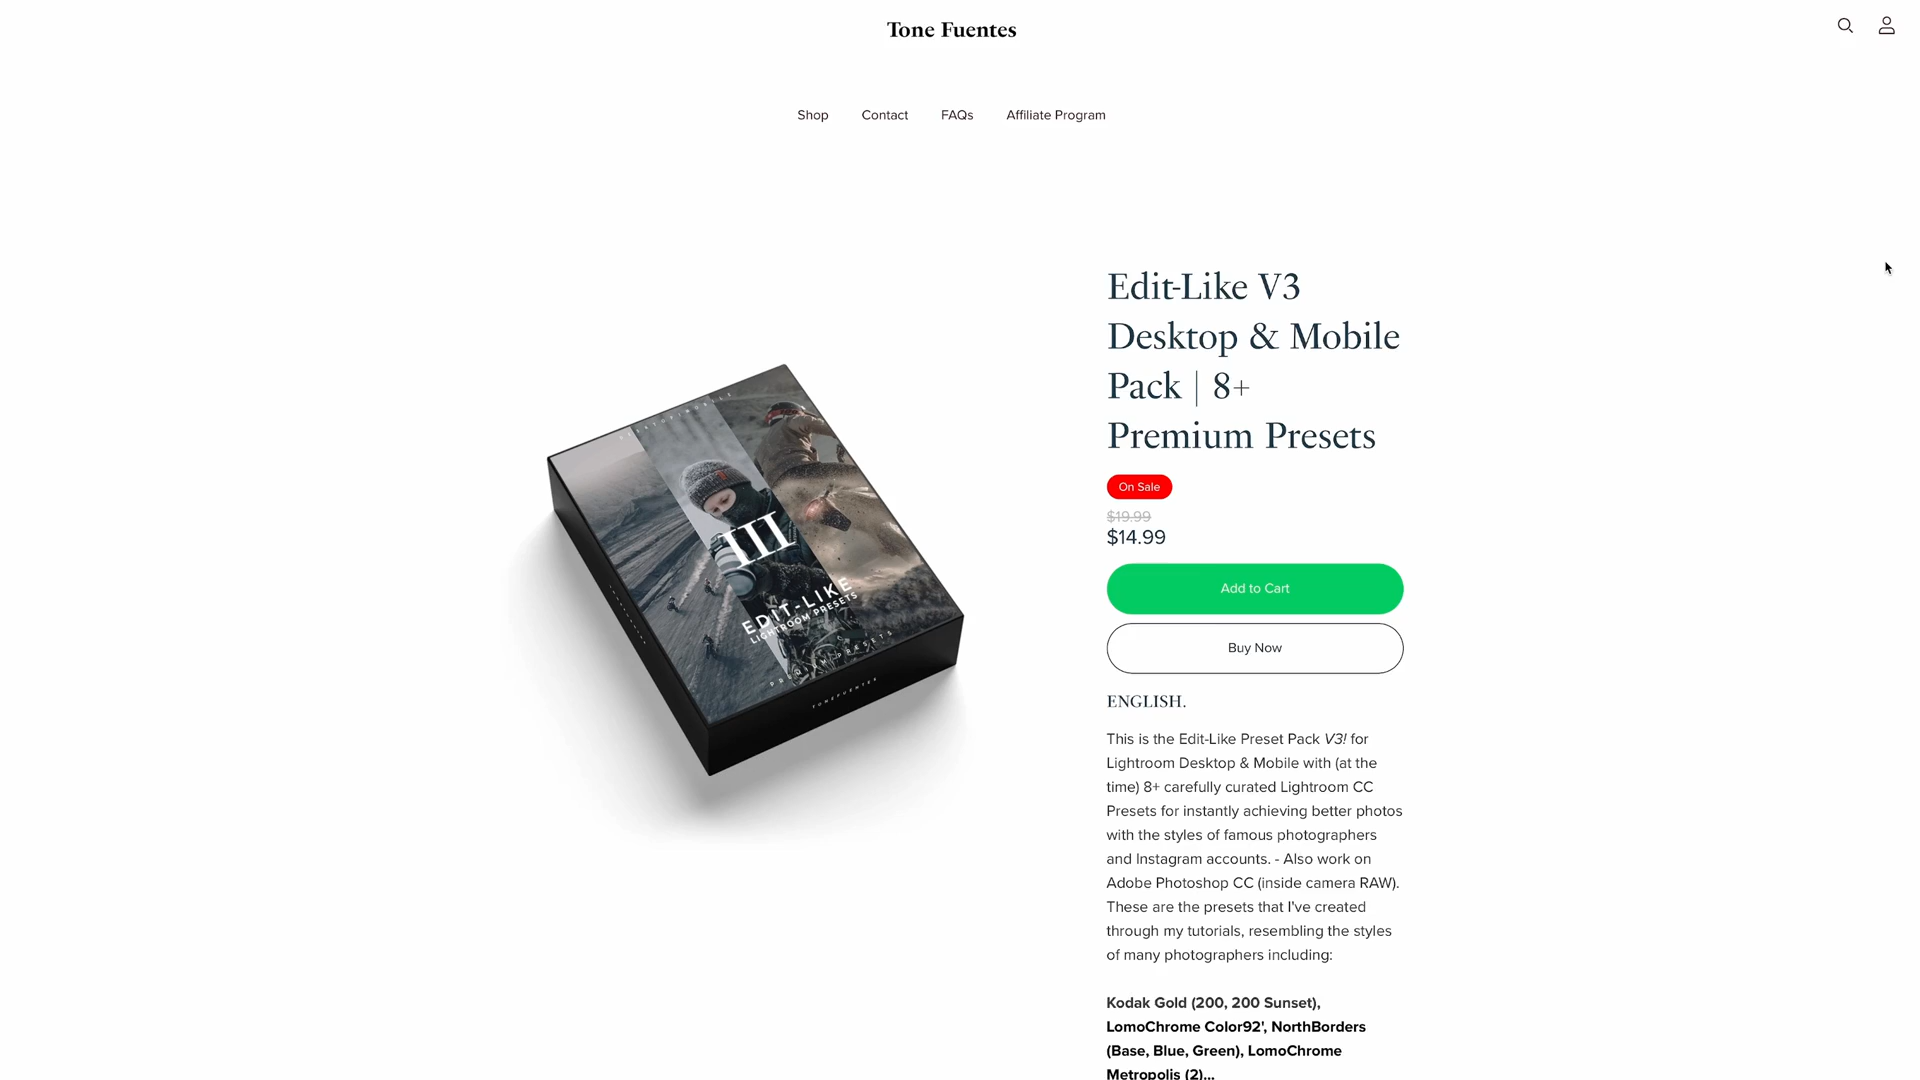 Tone Fuentes
Shop
Contact
FAQs
Affiliate Program
III
EDIT-LIKE
LIGHTROOM PRESETS
PREMIUM PRESETS
TONEFUENTES
Edit-Like V3
Desktop & Mobile
Pack | 8+
Premium Presets
On Sale
$19.99
$14.99
Add to Cart
Buy Now
ENGLISH.
This is the Edit-Like Preset Pack V3! for
Lightroom Desktop & Mobile with (at the
time) 8+ carefully curated Lightroom CC
Presets for instantly achieving better photos
with the styles of famous photographers
and Instagram accounts. - Also work on
Adobe Photoshop CC (inside camera RAW).
These are the presets that I've created
through my tutorials, resembling the styles
of many photographers including:
Kodak Gold (200, 200 Sunset),
LomoChrome Color92', NorthBorders
(Base, Blue, Green), LomoChrome
Metropolis (2)...